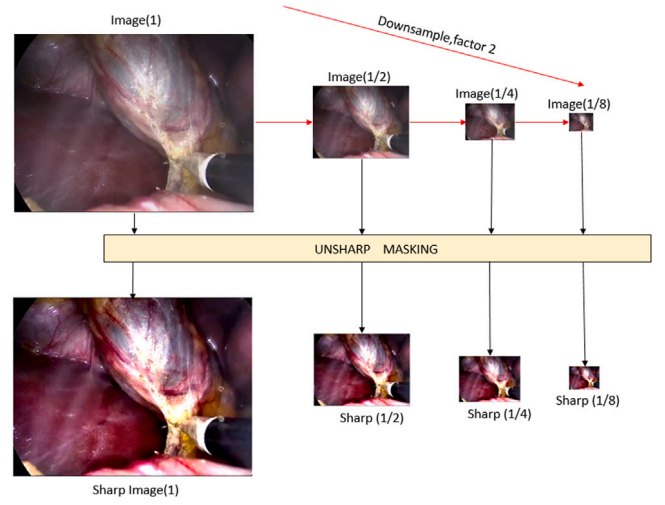 Image(1)
Downsample,factor 2
Image(1/2)
Image(1/4)
Image(1/8)
UNSHARP MASKING
Sharp (1/2)
Sharp (1/4)
Sharp (1/8)
Sharp Image(1)